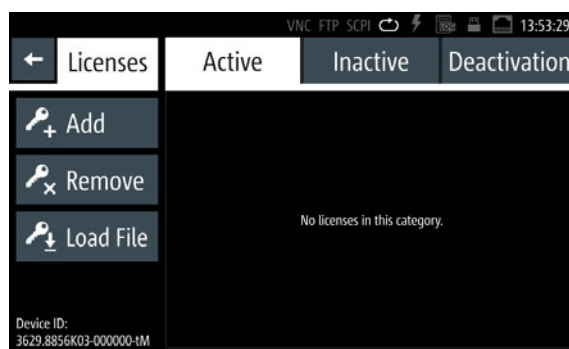 VNC FTP SCPI 13:53:29
Licenses Active Inactive Deactivation
Add
Remove
Load File
No licenses in this category.
Device ID:
3629.8856K03-000000-tM